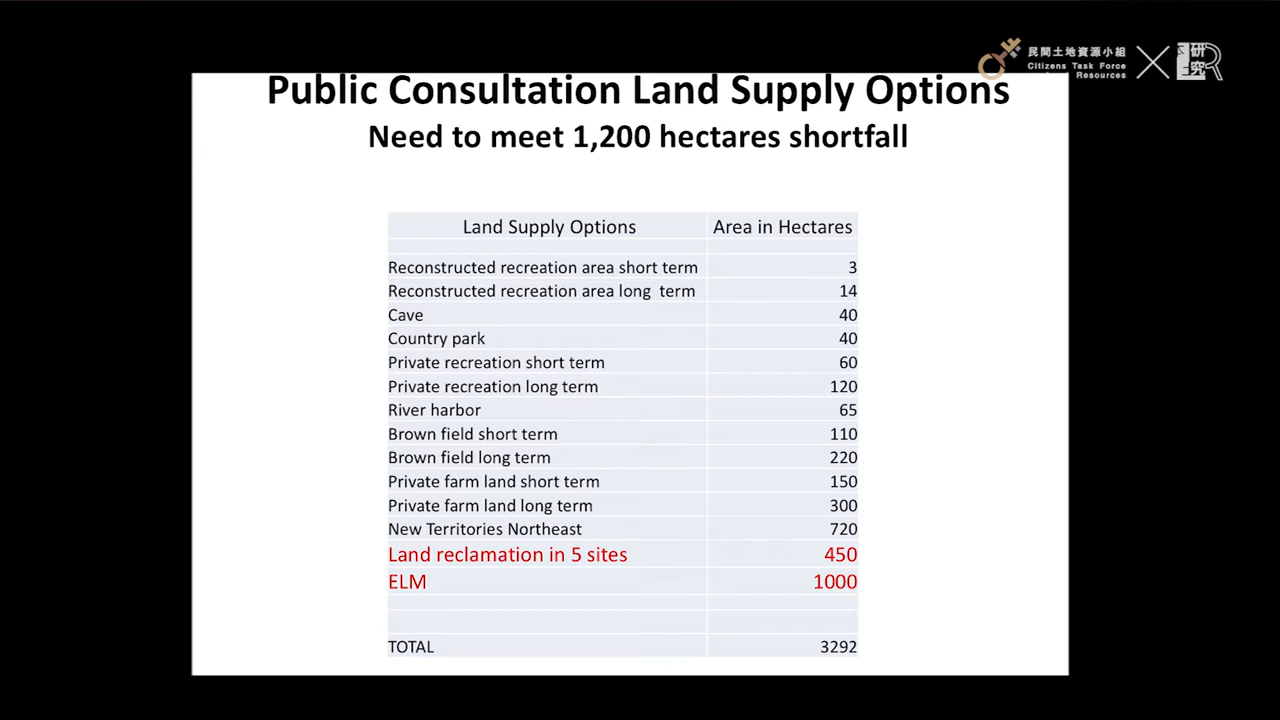 民間土地資源小組
Citizens Task Force
Resources
研究
Public Consultation Land Supply Options
Need to meet 1,200 hectares shortfall
Land Supply Options Area in Hectares
Reconstructed recreation area short term 3
Reconstructed recreation area long term 14
Cave 40
Country park 40
Private recreation short term 60
Private recreation long term 120
River harbor 65
Brown field short term 110
Brown field long term 220
Private farm land short term 150
Private farm land long term 300
New Territories Northeast 720
Land reclamation in 5 sites 450
ELM 1000
TOTAL 3292